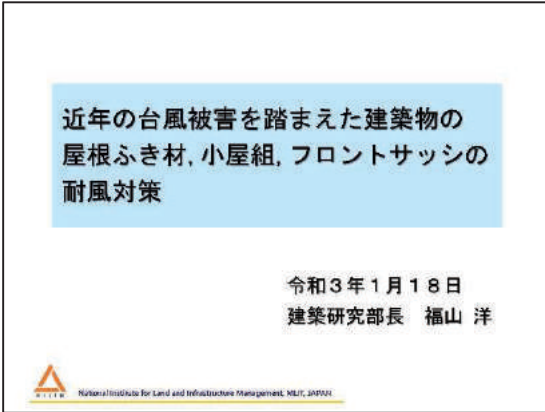 近年の台風被害を踏まえた建築物の
屋根ふき材, 小屋組, フロントサッシの
耐風対策
令和３年１月１８日
建築研究部長　福山 洋
NILIM
National Institute for Land and Infrastructure Management, MLIT, JAPAN